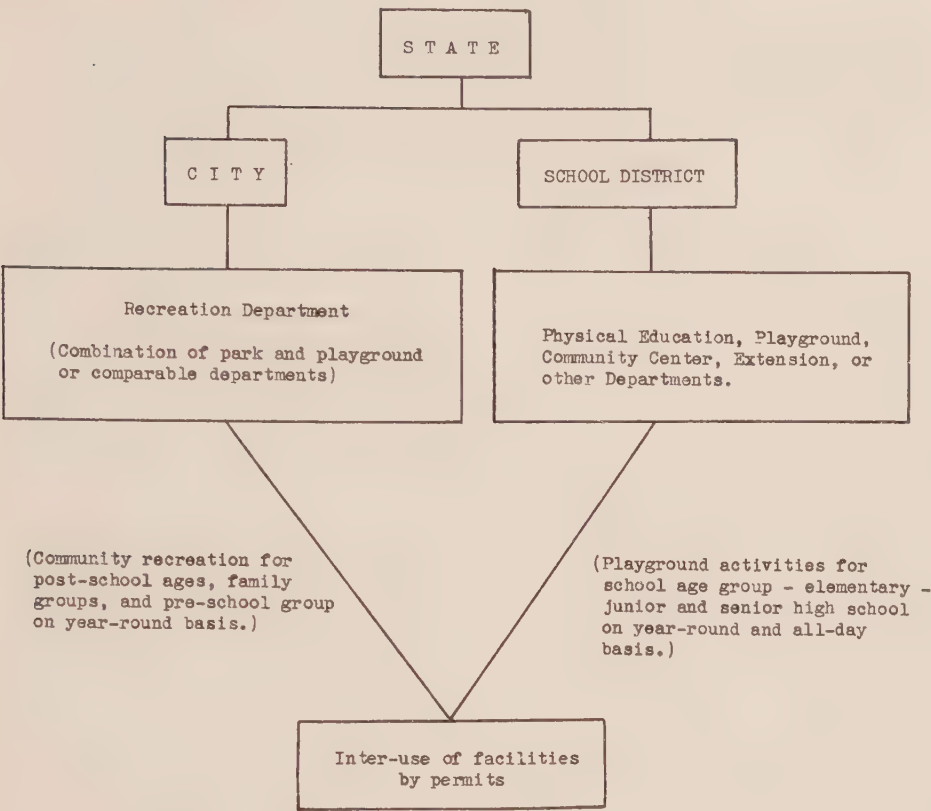 S T A T E
C I T Y
SCHOOL DISTRICT
Recreation Department
(Combination of park and playground
or comparable departments)
Physical Education, Playground,
Community Center, Extension, or
other Departments.
(Community recreation for
post-school ages, family
groups, and pre-school group
on year-round basis.)
(Playground activities for
school age group - elementary -
junior and senior high school
on year-round and all-day
basis.)
Inter-use of facilities
by permits